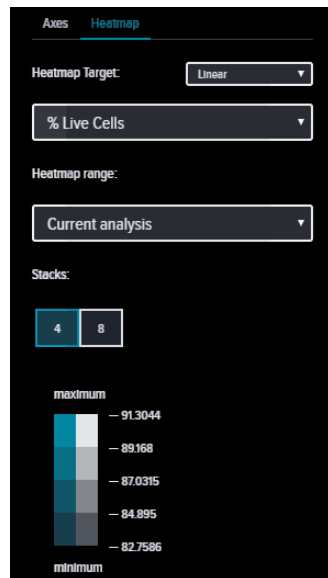 Axes Heatmap
Heatmap Target: Linear
% Live Cells
Heatmap range:
Current analysis
Stacks:
4 8
maximum
91.3044
89.168
87.0315
84.895
82.7586
minimum